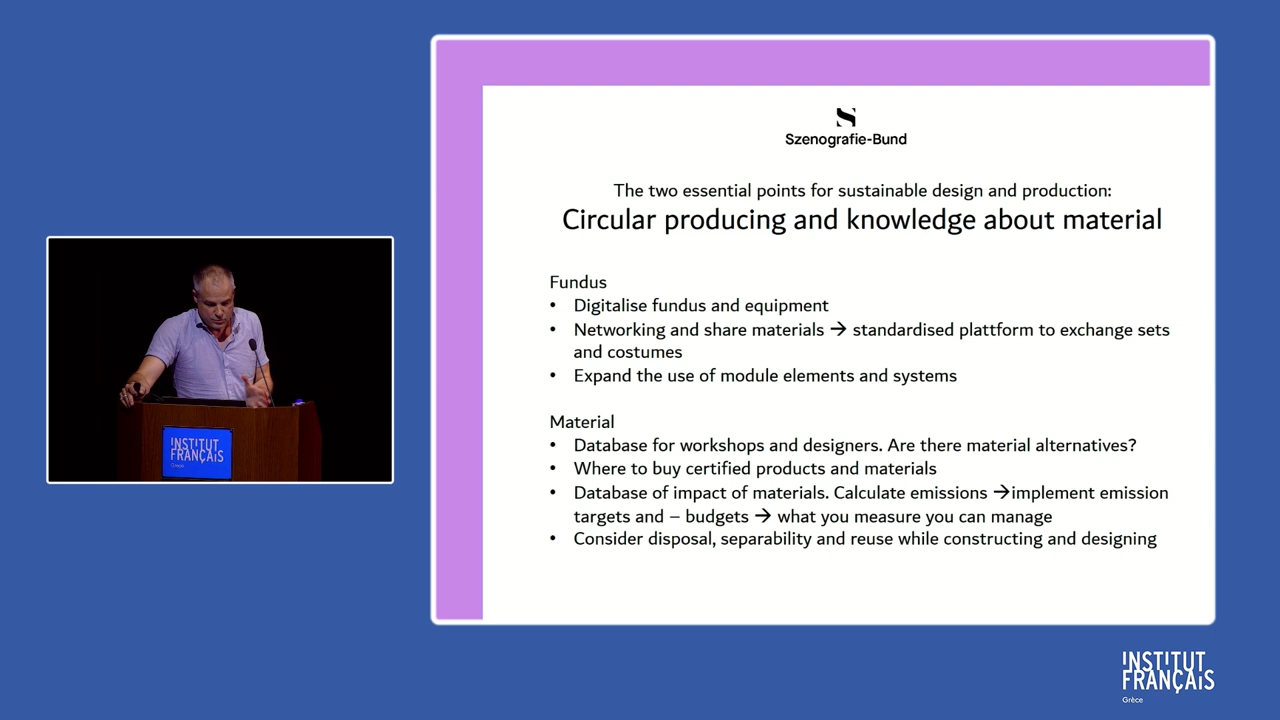 Szenografie-Bund
The two essential points for sustainable design and production:
Circular producing and knowledge about material
Fundus
• Digitalise fundus and equipment
• Networking and share materials → standardised plattform to exchange sets
and costumes
• Expand the use of module elements and systems
Material
• Database for workshops and designers. Are there material alternatives?
• Where to buy certified products and materials
• Database of impact of materials. Calculate emissions →implement emission
targets and – budgets → what you measure you can manage
• Consider disposal, separability and reuse while constructing and designing
INSTITUT
FRANÇAIS
Grèce
INSTITUT
FRANÇAIS
Grèce